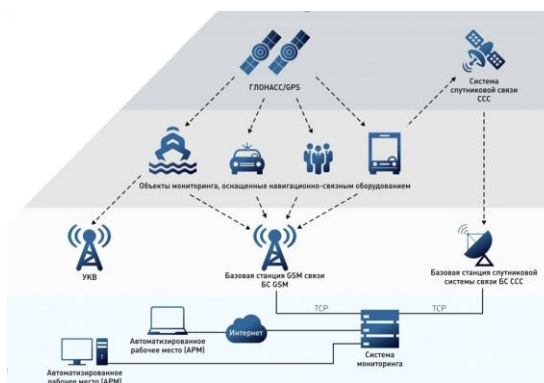 ГЛОНАСС/GPS
Система
спутниковой связи
ССС
Объекты мониторинга, оснащенные навигационно-связным оборудованием
УКВ
Базовая станция GSM связи
БС GSM
Базовая станция спутниковой
системы связи БС ССС
TCP
TCP
Автоматизированное
рабочее место (АРМ)
Интернет
Система
мониторинга
Автоматизированное
рабочее место (АРМ)